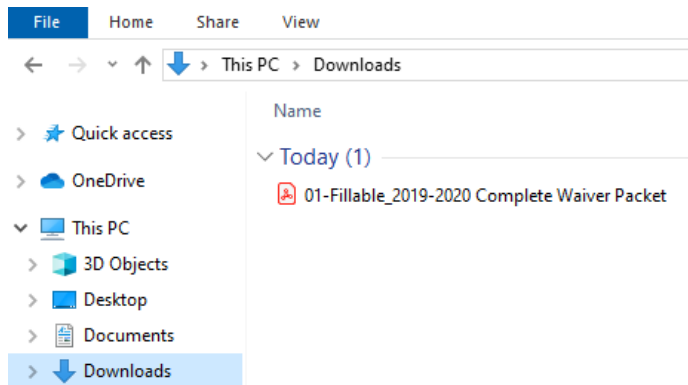 File Home Share View
This PC > Downloads
Name
Quick access
Today (1)
OneDrive
01-Fillable_2019-2020 Complete Waiver Packet
This PC
3D Objects
Desktop
Documents
Downloads